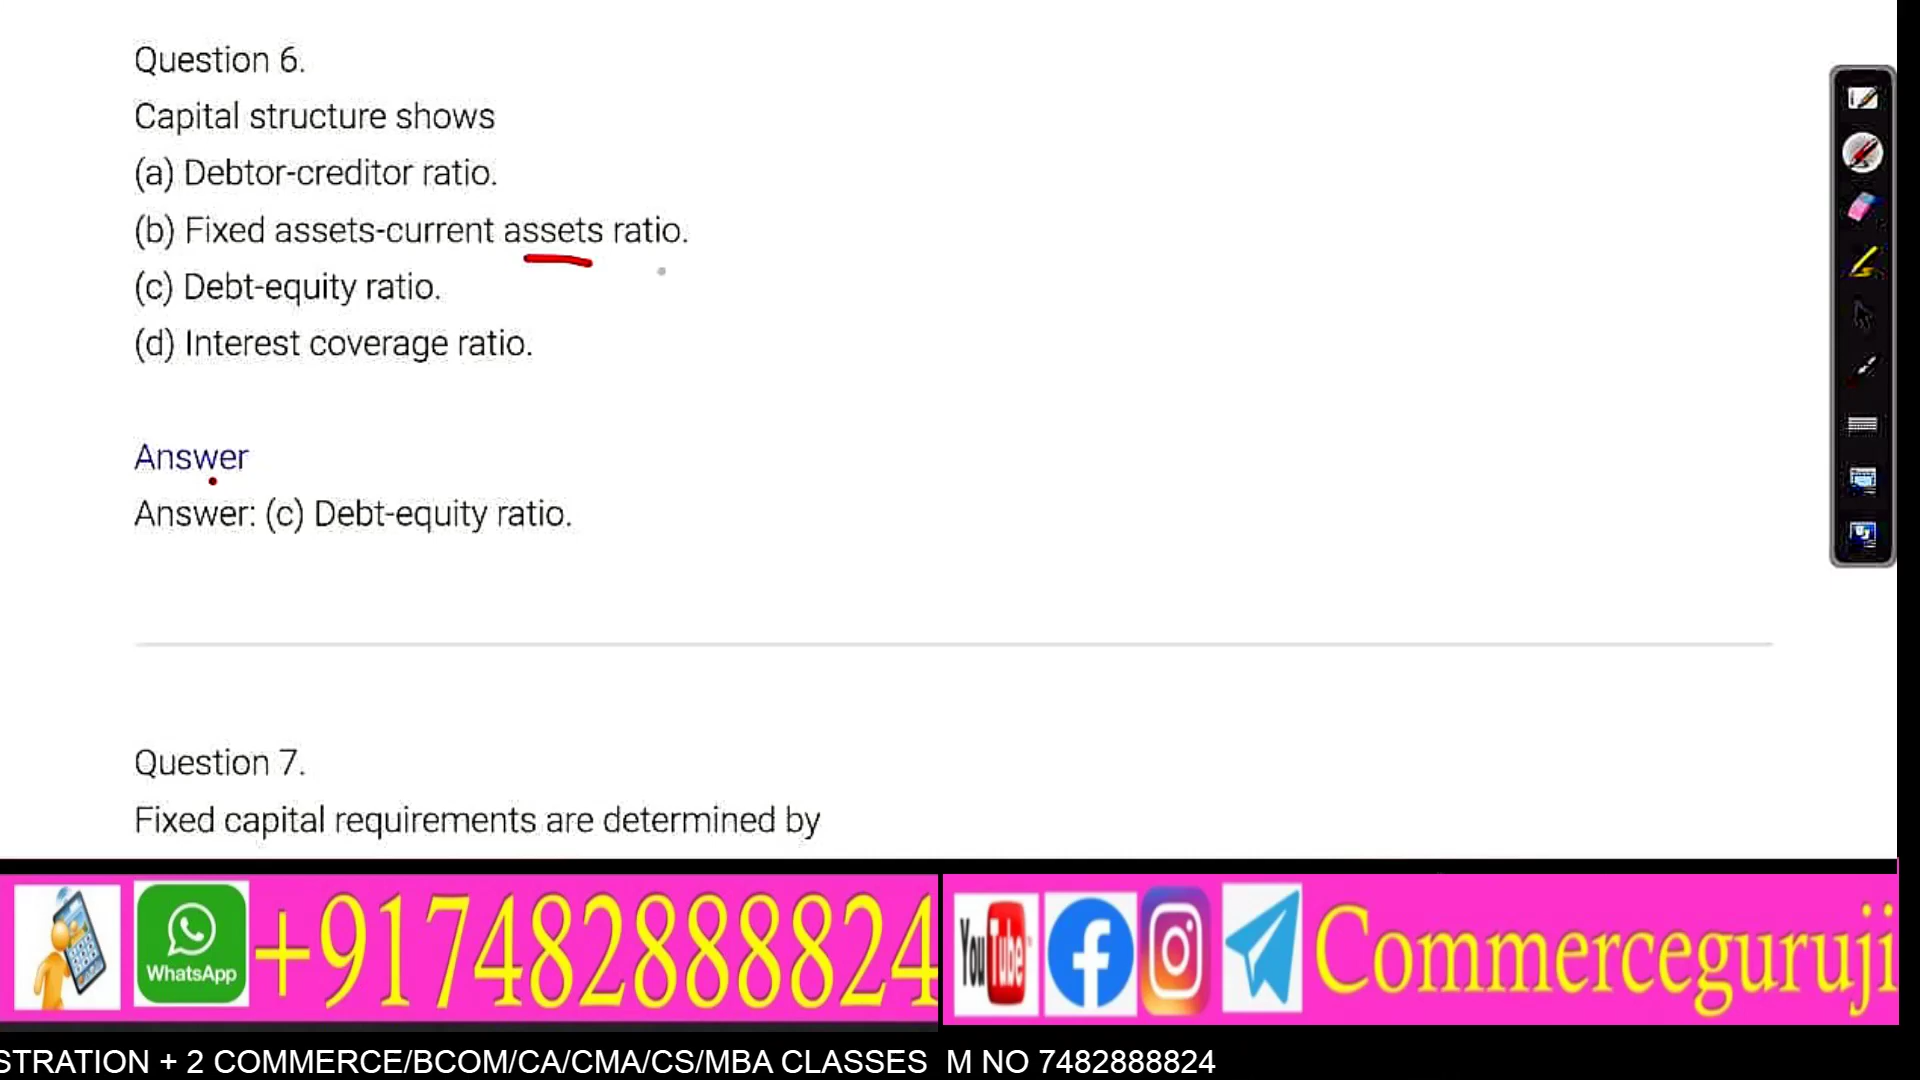 Question 6.
Capital structure shows
(a) Debtor-creditor ratio.
(b) Fixed assets-current assets ratio.
(c) Debt-equity ratio.
(d) Interest coverage ratio.
Answer
Answer: (c) Debt-equity ratio.
Question 7.
Fixed capital requirements are determined by
WhatsApp
+917482888824
YouTube
Commerceguruji
STRATION + 2 COMMERCE/BCOM/CA/CMA/CS/MBA CLASSES M NO 7482888824